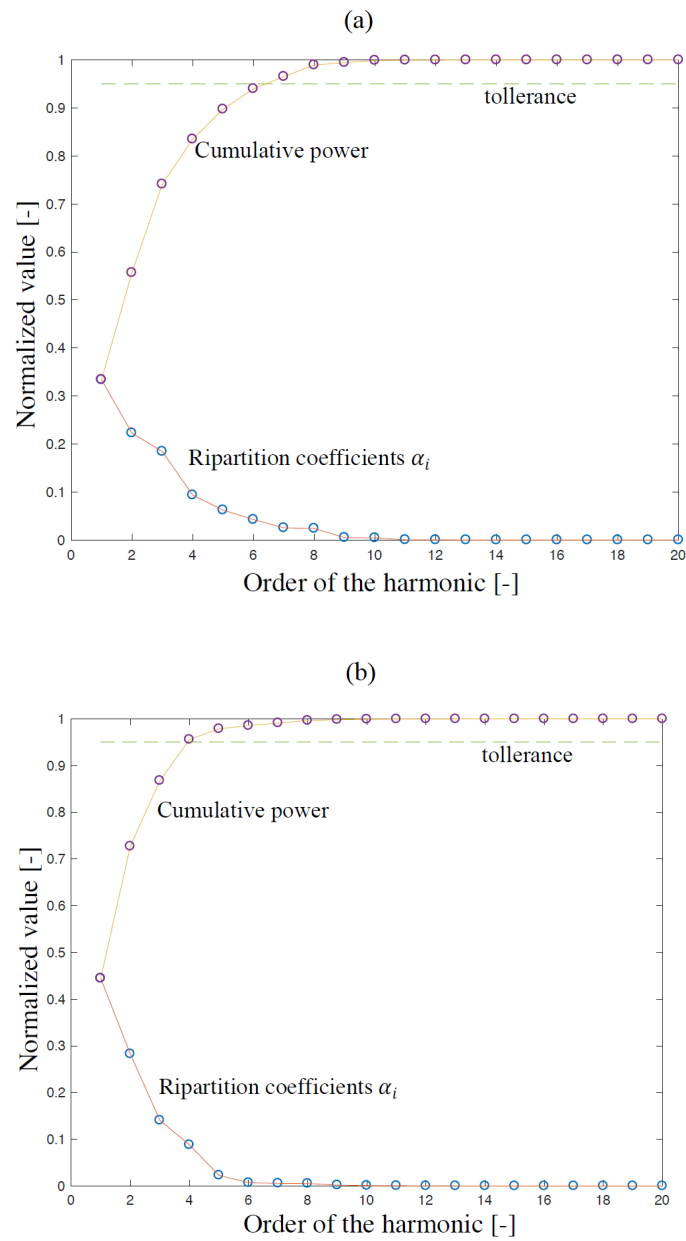 (a)
1
0.9
0.8
0.7
0.6
0.5
0.4
0.3
0.2
0.1
0
tollerance
Cumulative power
Normalized value [-]
Ripartition coefficients αᵢ
0 2 4 6 8 10 12 14 16 18 20
Order of the harmonic [-]
(b)
1
0.9
0.8
0.7
0.6
0.5
0.4
0.3
0.2
0.1
0
tollerance
Cumulative power
Normalized value [-]
Ripartition coefficients αᵢ
0 2 4 6 8 10 12 14 16 18 20
Order of the harmonic [-]